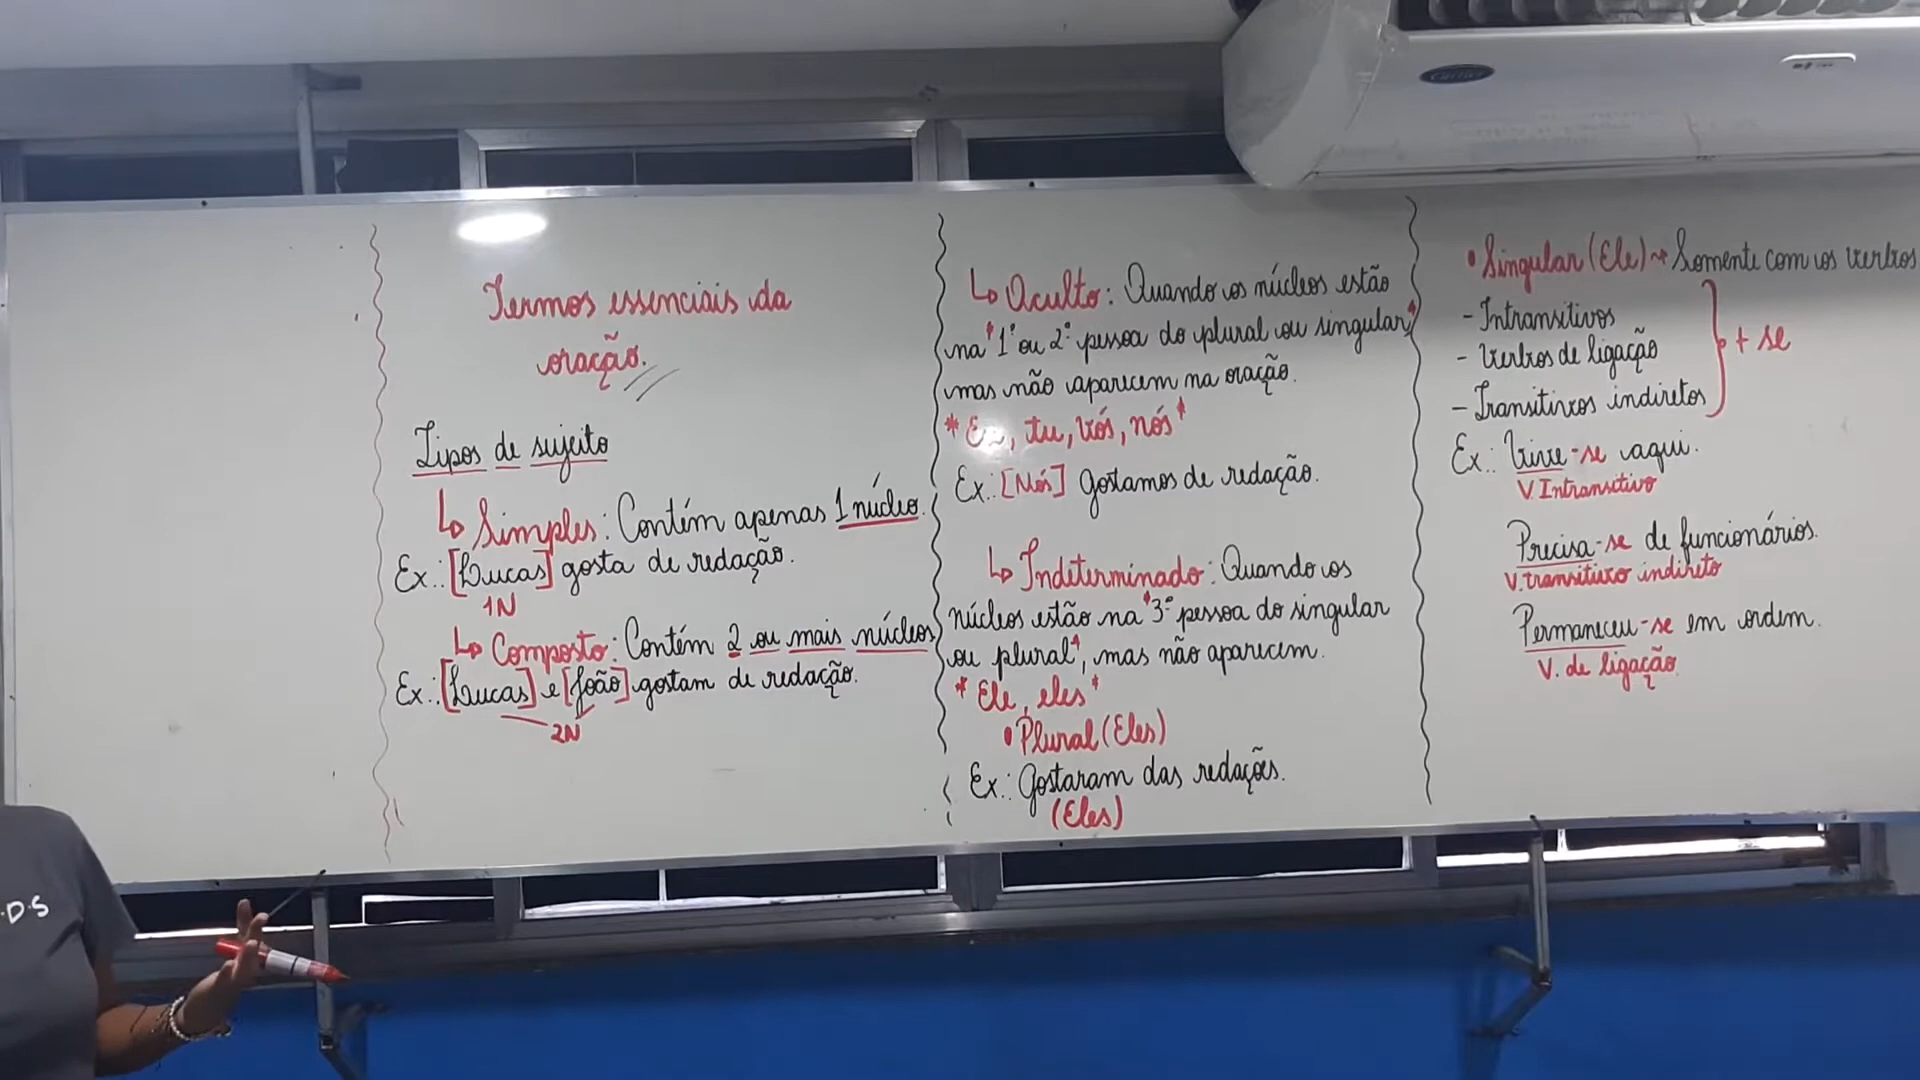 Carrier
Termos essenciais da
oração.
Tipos de sujeito
↳ Simples: Contém apenas 1 núcleo.
Ex.: [Lucas] gosta de redação.
1N
↳ Composto: Contém 2 ou mais núcleos
Ex.: [Lucas] e [João] gostam de redação.
2N
↳ Oculto: Quando os núcleos estão
na *1º ou 2º pessoa do plural ou singular*,
mas não aparecem na oração.
*Eu, tu, vós, nós*
Ex.: [Nós] gostamos de redação.
↳ Indeterminado: Quando os
núcleos estão na *3º pessoa do singular
ou plural*, mas não aparecem.
*Ele, eles*
• Plural (Eles)
Ex.: Gostaram das redações.
(Eles)
• Singular (Ele) → Somente com os verbos
- Intransitivos
- Verbos de ligação
- Transitivos indiretos
} + se
Ex.: Vive-se aqui.
V. Intransitivo
Precisa-se de funcionários.
V. transitivo indireto
Permaneceu-se em ordem.
V. de ligação
.D.S